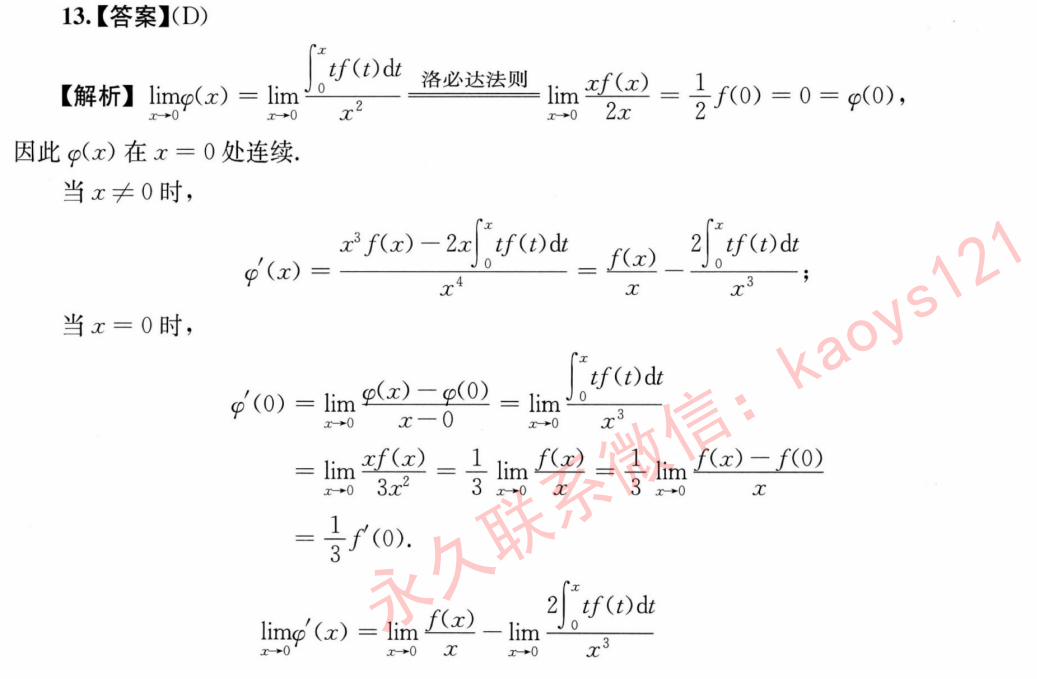 13.【答案】(D)
【解析】 $\lim_{x \to 0} \varphi(x) = \lim_{x \to 0} \frac{\int_0^x tf(t)\mathrm{d}t}{x^2} \xlongequal{洛必达法则} \lim_{x \to 0} \frac{xf(x)}{2x} = \frac{1}{2} f(0) = 0 = \varphi(0)$,
因此 $\varphi(x)$ 在 $x = 0$ 处连续.
当 $x \neq 0$ 时,
$\varphi'(x) = \frac{x^3 f(x) - 2x\int_0^x tf(t)\mathrm{d}t}{x^4} = \frac{f(x)}{x} - \frac{2\int_0^x tf(t)\mathrm{d}t}{x^3}$;
当 $x = 0$ 时,
$\varphi'(0) = \lim_{x \to 0} \frac{\varphi(x) - \varphi(0)}{x - 0} = \lim_{x \to 0} \frac{\int_0^x tf(t)\mathrm{d}t}{x^3}$
$= \lim_{x \to 0} \frac{xf(x)}{3x^2} = \frac{1}{3} \lim_{x \to 0} \frac{f(x)}{x} = \frac{1}{3} \lim_{x \to 0} \frac{f(x) - f(0)}{x}$
$= \frac{1}{3} f'(0).$
$\lim_{x \to 0} \varphi'(x) = \lim_{x \to 0} \frac{f(x)}{x} - \lim_{x \to 0} \frac{2\int_0^x tf(t)\mathrm{d}t}{x^3}$
永久联系微信：kaoys121